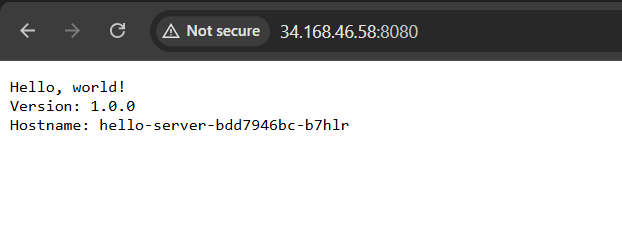 Not secure 34.168.46.58:8080
Hello, world!
Version: 1.0.0
Hostname: hello-server-bdd7946bc-b7hlr